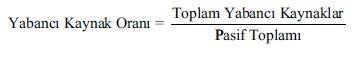 Yabancı Kaynak Oranı = Toplam Yabancı Kaynaklar
Pasif Toplamı